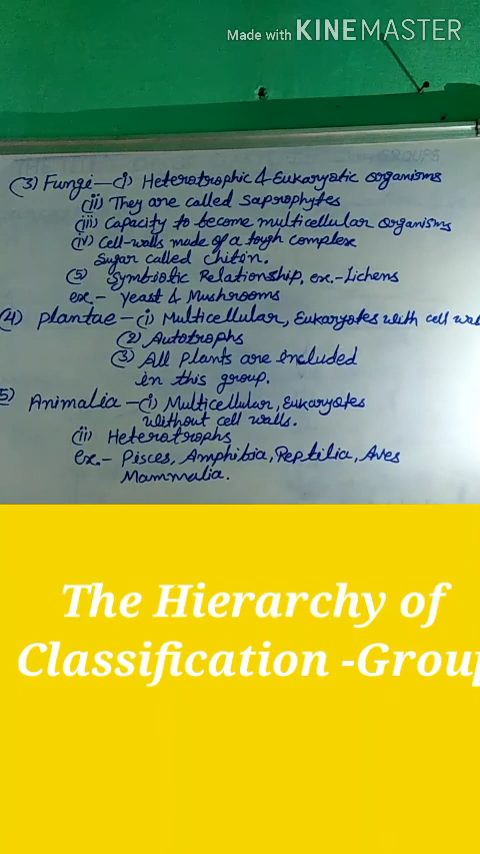 Made with KINEMASTER
(3) Fungi — (i) Heterotrophic & Eukaryotic organisms
(ii) They are called saprophytes
(iii) Capacity to become multicellular organisms
(iv) Cell-walls made of a tough complex
sugar called chitin.
(5) Symbiotic Relationship, ex.- Lichens
ex.- Yeast & Mushrooms
(4) Plantae — (i) Multicellular, Eukaryotes with cell wal
(2) Autotrophs
(3) All plants are included
in this group.
5) Animalia — (i) Multicellular, Eukaryotes
without cell walls.
(ii) Heterotrophs
ex.- Pisces, Amphibia, Reptilia, Aves
Mammalia.
The Hierarchy of
Classification -Group